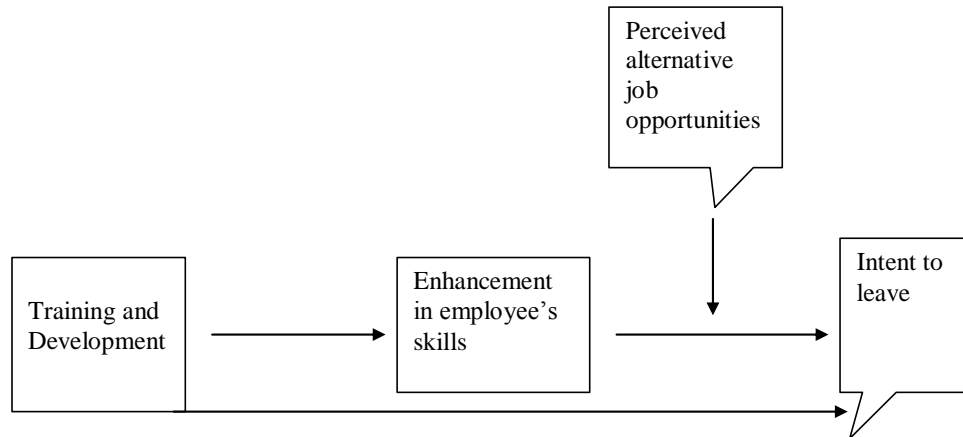 Perceived
alternative
job
opportunities
Training and
Development
Enhancement
in employee’s
skills
Intent to
leave